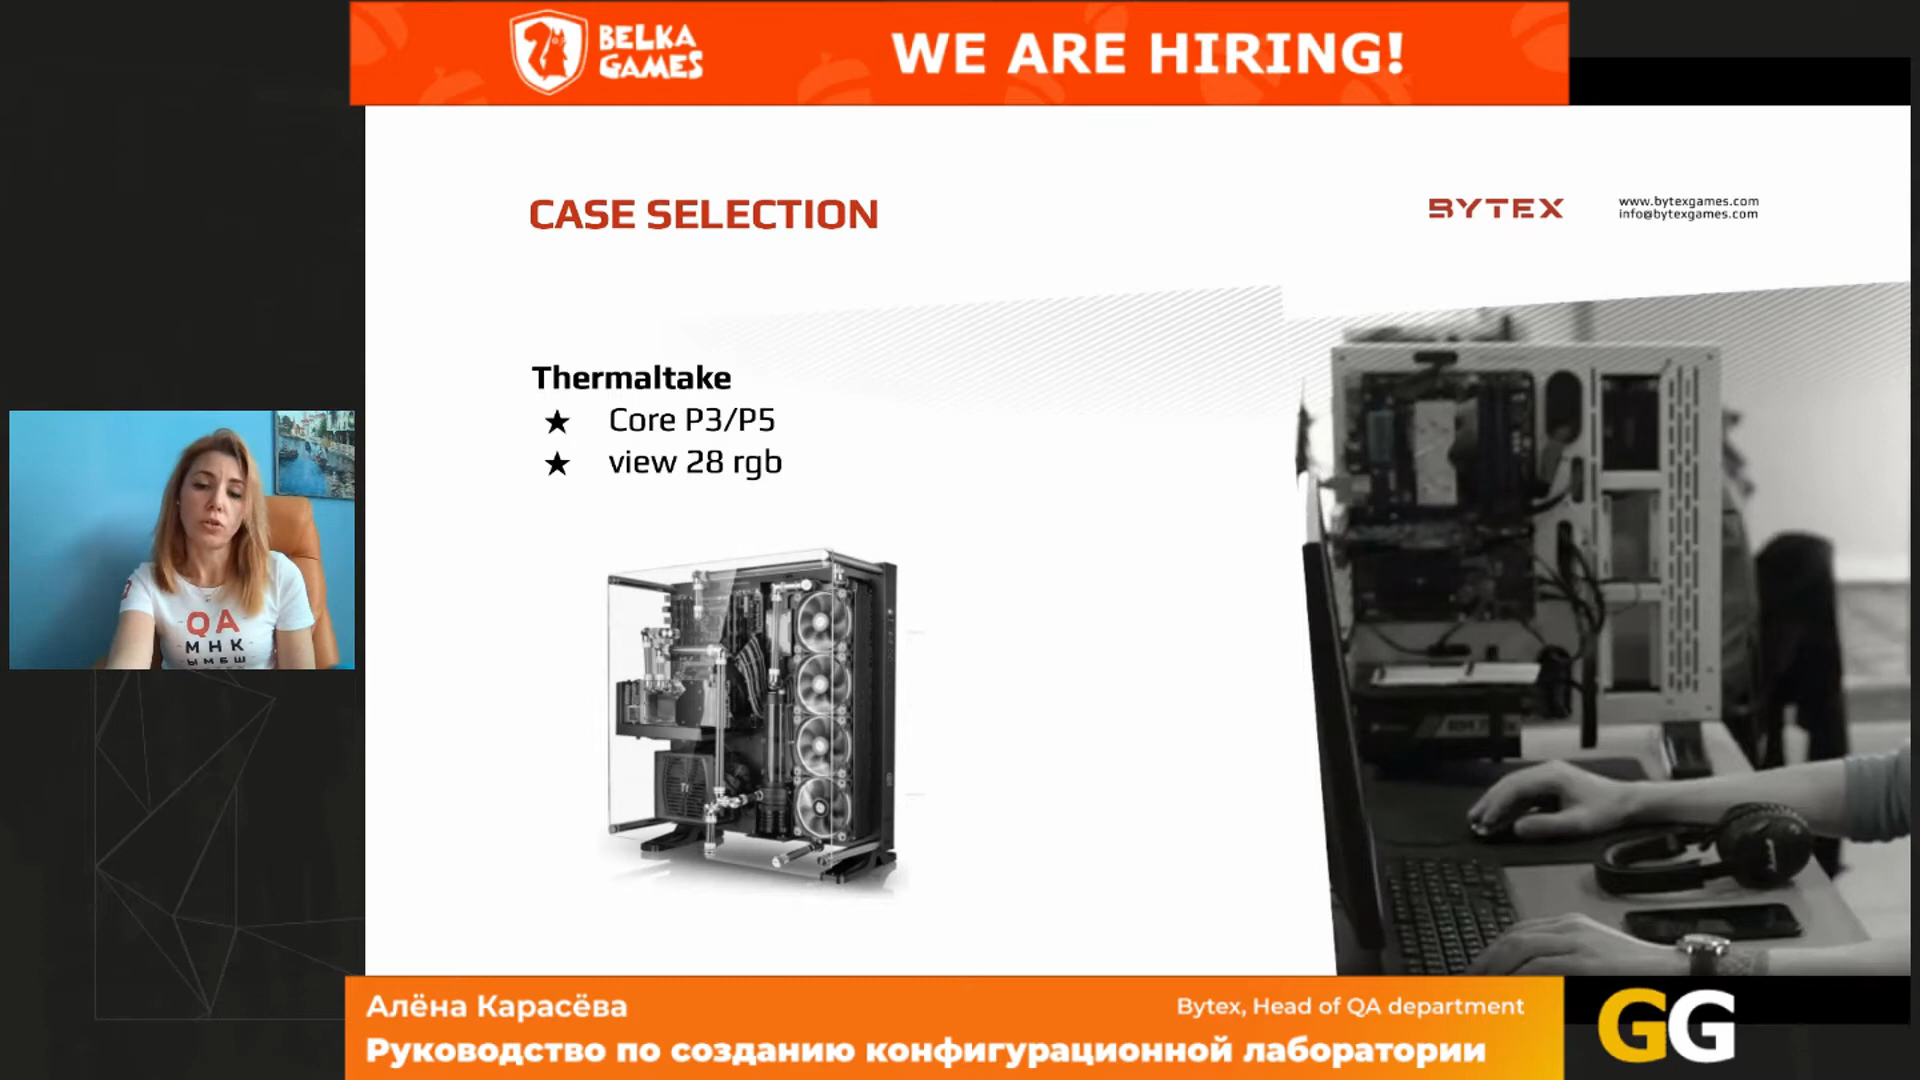 BELKA
GAMES
WE ARE HIRING!
CASE SELECTION
BYTEX
www.bytexgames.com
info@bytexgames.com
Thermaltake
★ Core P3/P5
★ view 28 rgb
QA
МНК
ЫМБШ
Алёна Карасёва
Bytex, Head of QA department
Руководство по созданию конфигурационной лаборатории
GG